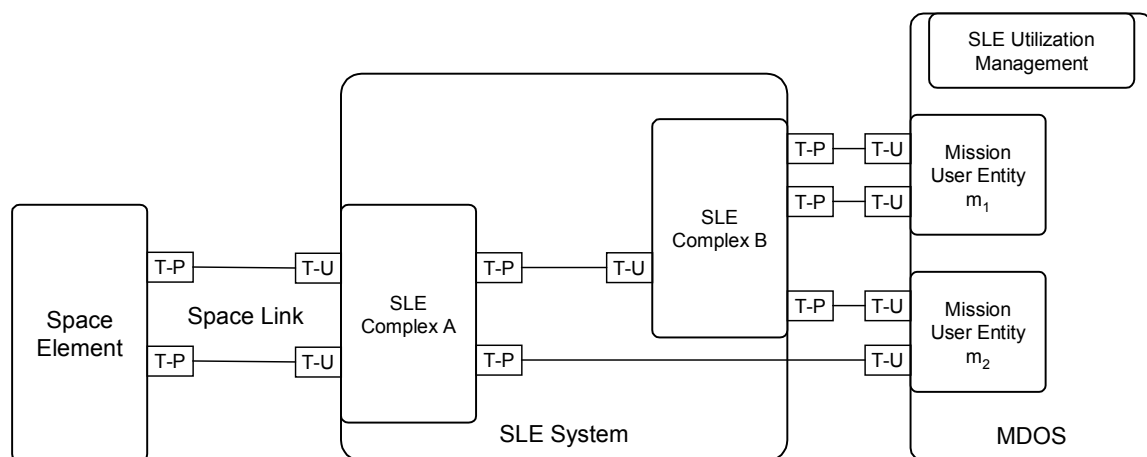 SLE Utilization
Management
T-P
T-U
Mission
User Entity
m1
T-P
T-U
SLE
Complex B
T-P
T-U
T-P
T-U
Space Link
SLE
Complex A
Space
Element
T-P
T-U
Mission
User Entity
m2
T-P
T-U
T-P
T-U
SLE System
MDOS